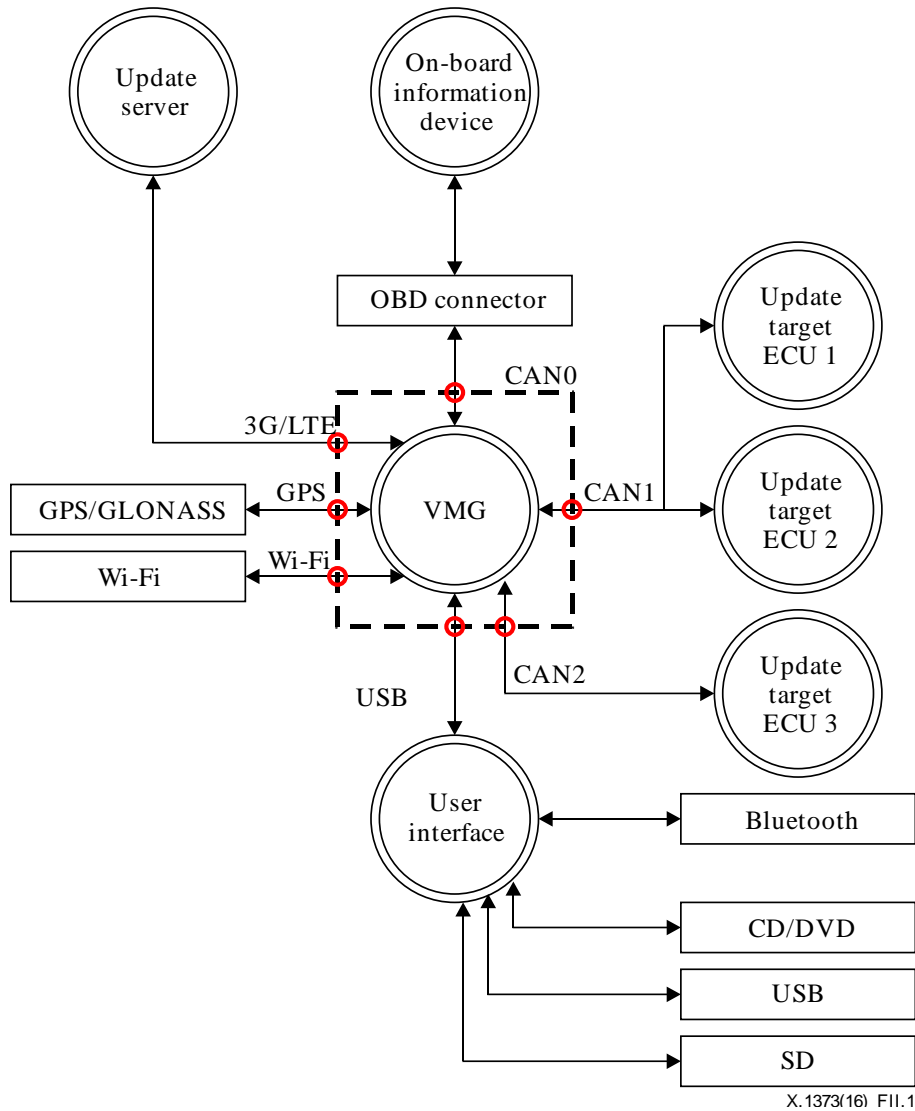 Update
server
On-board
information
device
OBD connector
Update
target
ECU 1
CAN0
3G/LTE
GPS/GLONASS
GPS
VMG
CAN1
Update
target
ECU 2
Wi-Fi
Wi-Fi
Update
target
ECU 3
CAN2
USB
User
interface
Bluetooth
CD/DVD
USB
SD
X.1373(16)_FII.1